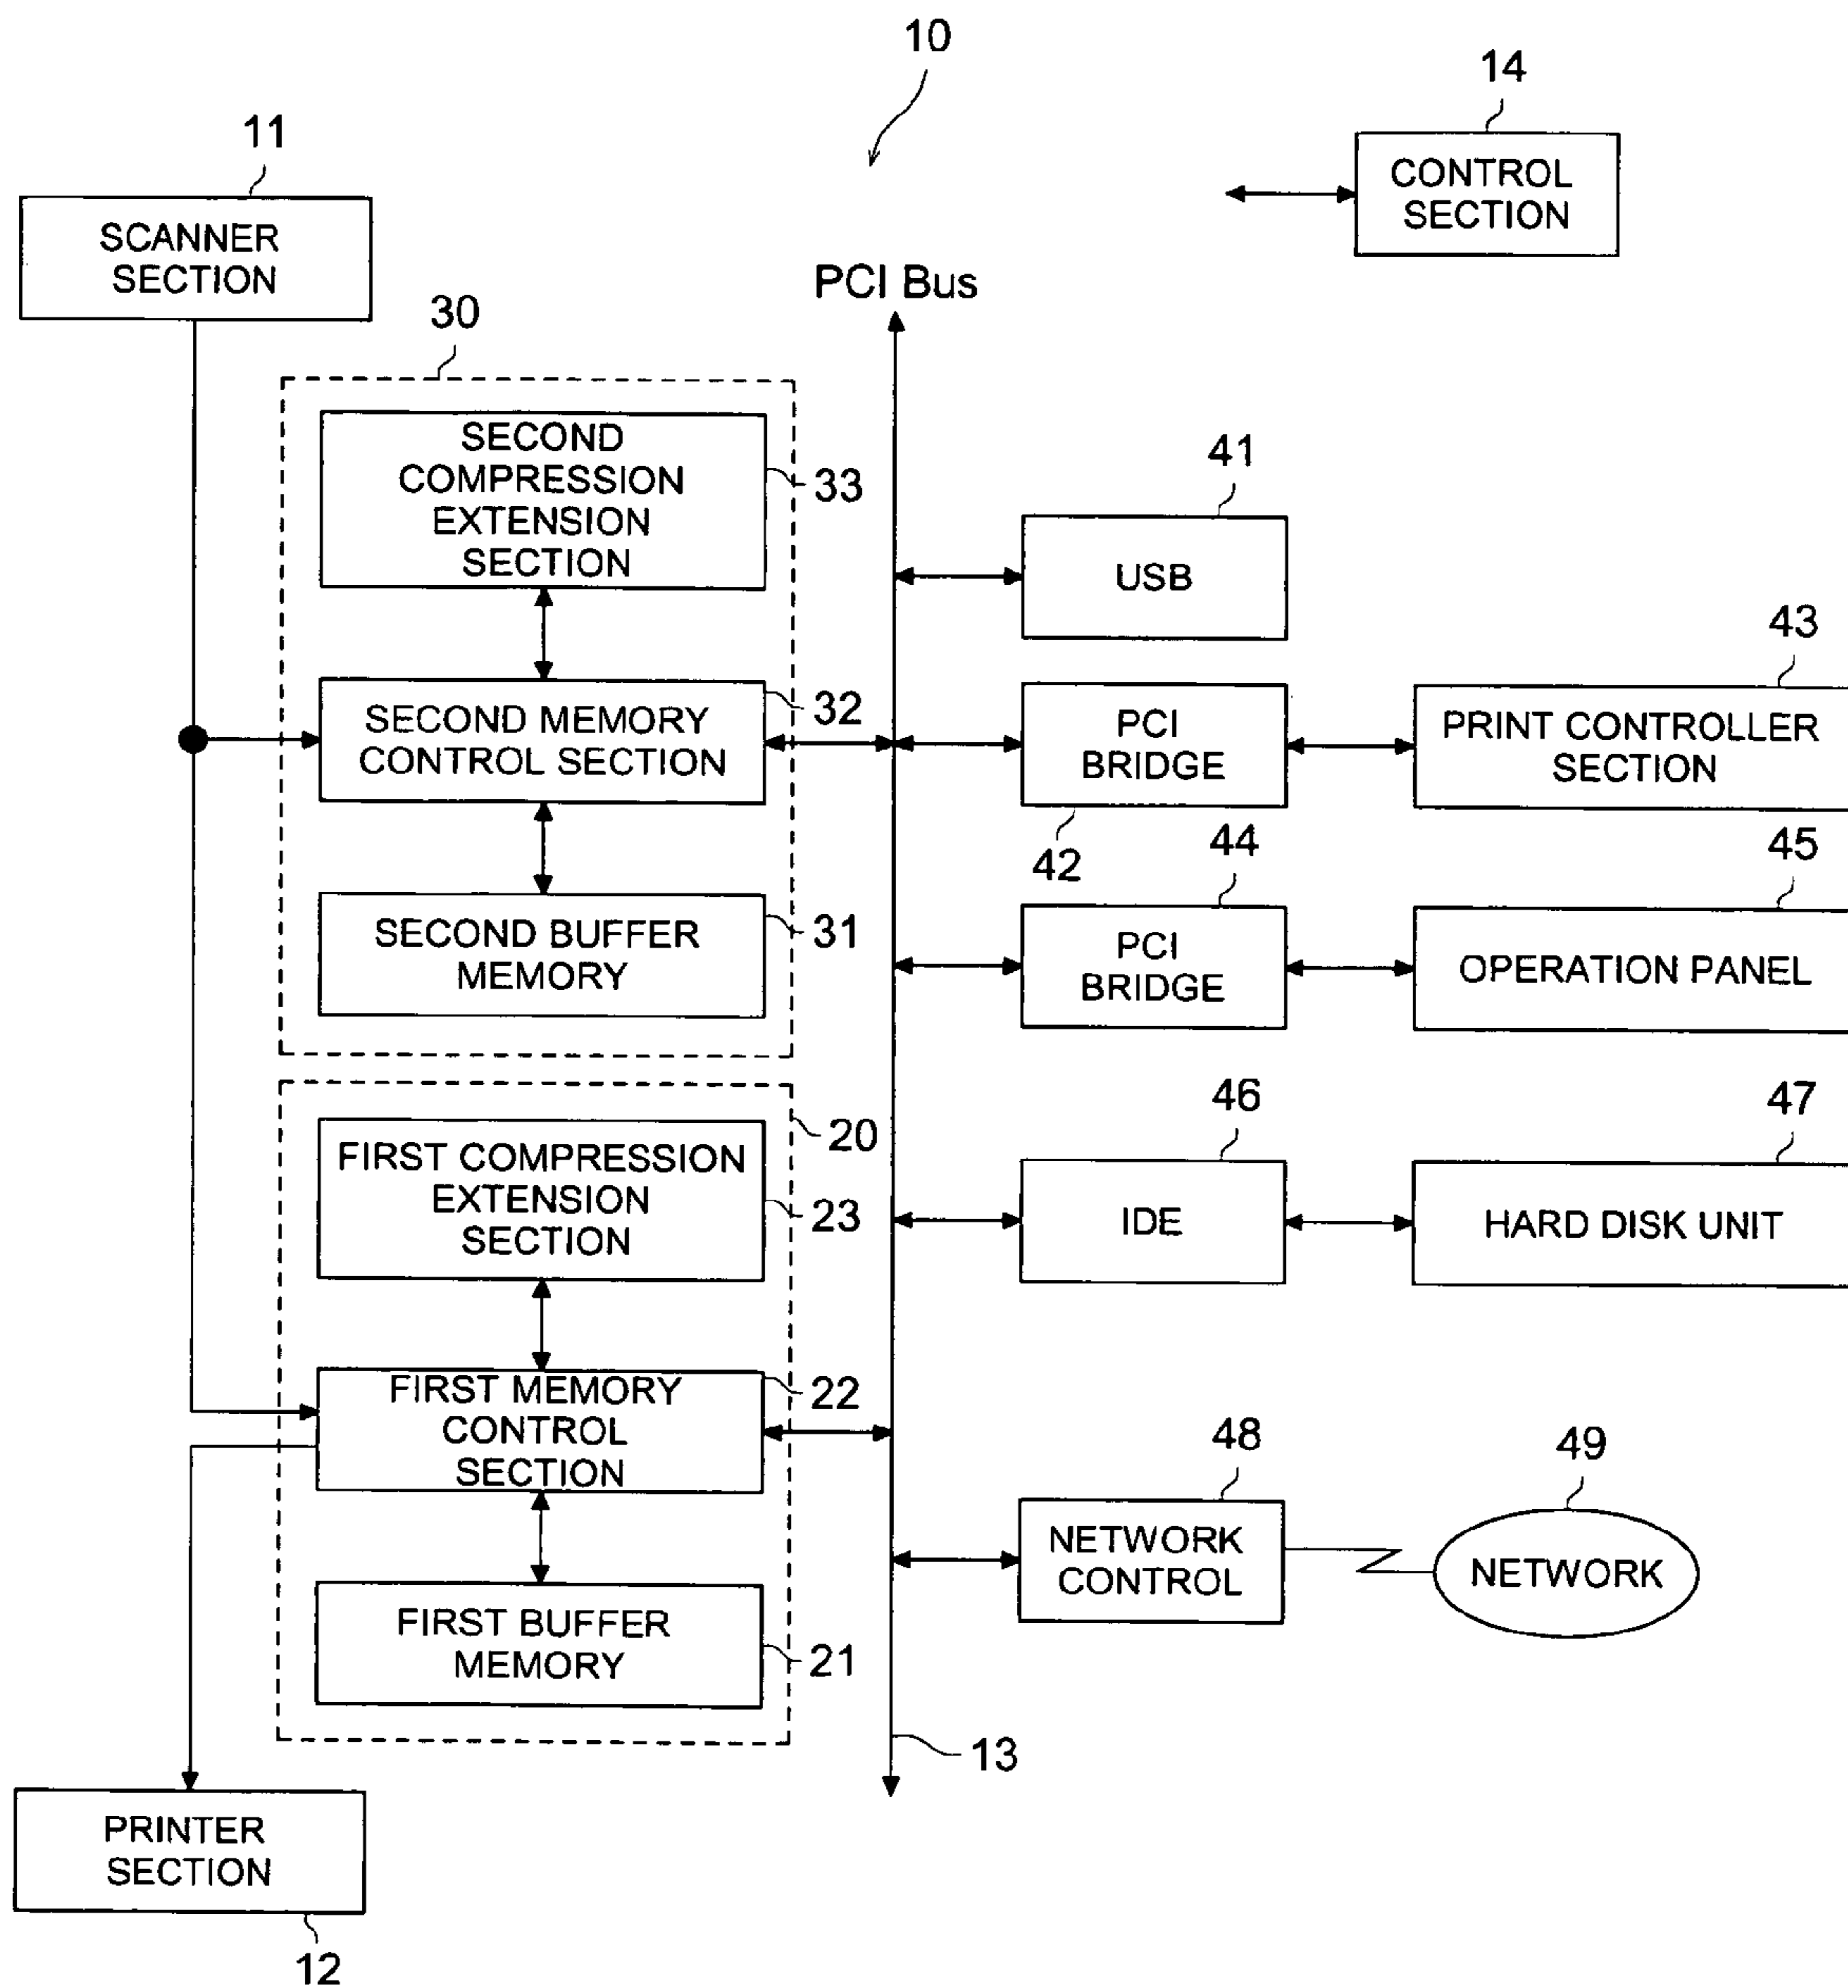 10
14
CONTROL
SECTION
11
SCANNER
SECTION
PCI Bus
30
SECOND
COMPRESSION
EXTENSION
SECTION
33
41
USB
SECOND MEMORY
CONTROL SECTION
32
PCI
BRIDGE
42
43
PRINT CONTROLLER
SECTION
SECOND BUFFER
MEMORY
31
44
PCI
BRIDGE
45
OPERATION PANEL
20
FIRST COMPRESSION
EXTENSION
SECTION
23
46
IDE
47
HARD DISK UNIT
FIRST MEMORY
CONTROL
SECTION
22
48
NETWORK
CONTROL
49
NETWORK
FIRST BUFFER
MEMORY
21
13
PRINTER
SECTION
12